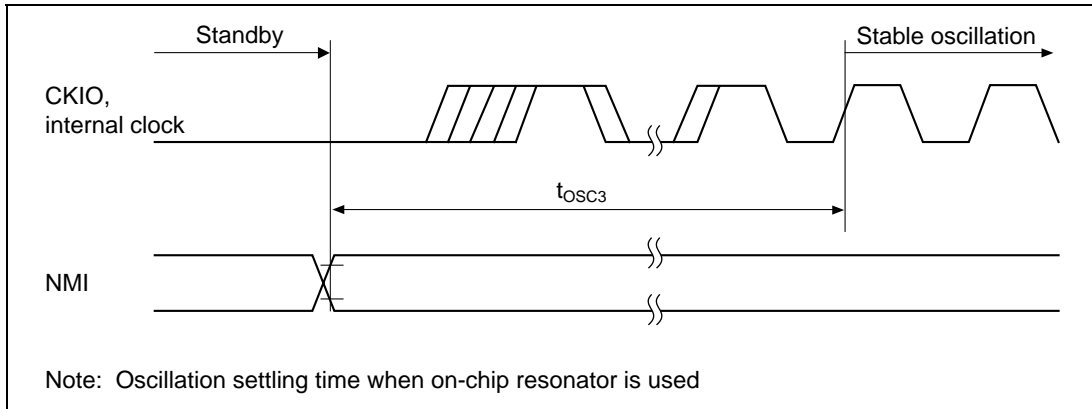 Standby
Stable oscillation
CKIO,
internal clock
tOSC3
NMI
Note: Oscillation settling time when on-chip resonator is used